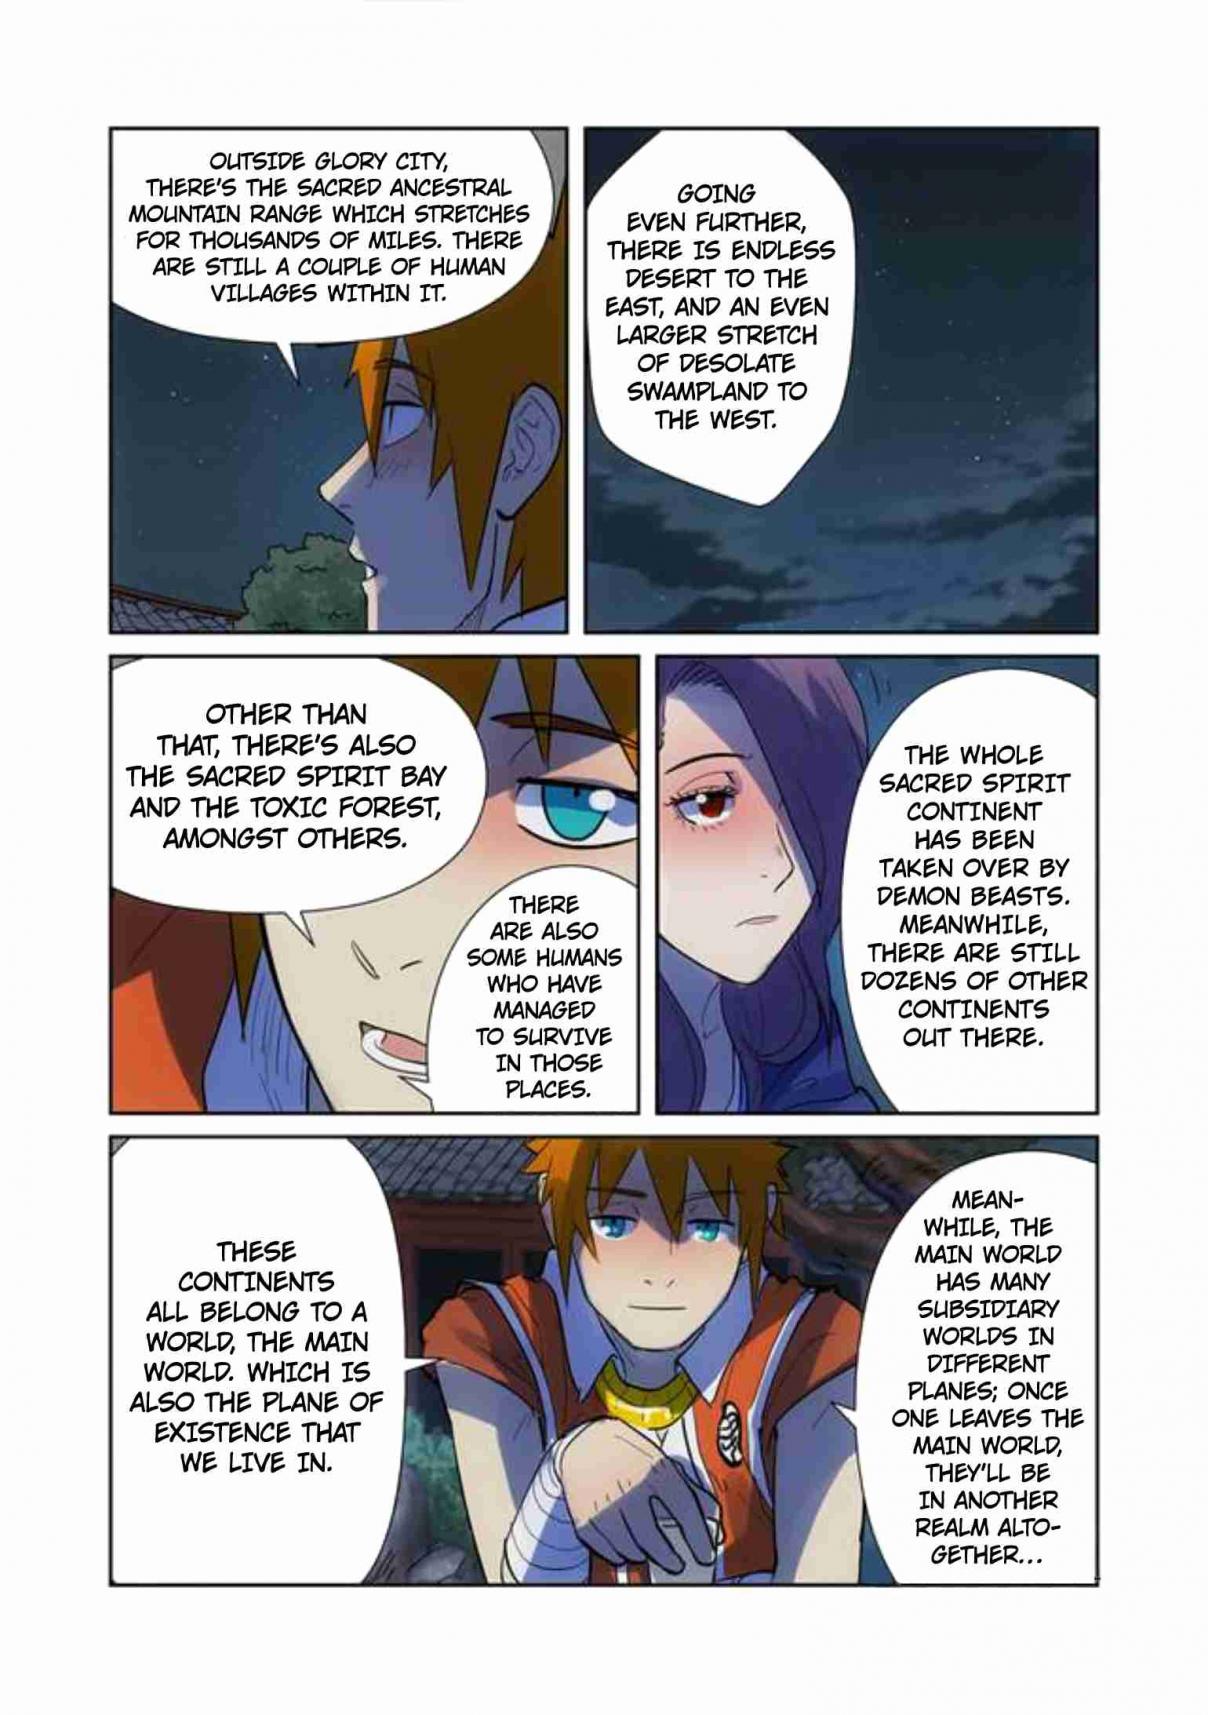 OUTSIDE GLORY CITY,
THERE'S THE SACRED ANCESTRAL
MOUNTAIN RANGE WHICH STRETCHES
FOR THOUSANDS OF MILES. THERE
ARE STILL A COUPLE OF HUMAN
VILLAGES WITHIN IT.
GOING
EVEN FURTHER,
THERE IS ENDLESS
DESERT TO THE
EAST, AND AN EVEN
LARGER STRETCH
OF DESOLATE
SWAMPLAND TO
THE WEST.
OTHER THAN
THAT, THERE'S ALSO
THE SACRED SPIRIT BAY
AND THE TOXIC FOREST,
AMONGST OTHERS.
THERE
ARE ALSO
SOME HUMANS
WHO HAVE
MANAGED
TO SURVIVE
IN THOSE
PLACES.
THE WHOLE
SACRED SPIRIT
CONTINENT
HAS BEEN
TAKEN OVER BY
DEMON BEASTS.
MEANWHILE,
THERE ARE STILL
DOZENS OF OTHER
CONTINENTS
OUT THERE.
THESE
CONTINENTS
ALL BELONG TO A
WORLD, THE MAIN
WORLD. WHICH IS
ALSO THE PLANE OF
EXISTENCE THAT
WE LIVE IN.
MEAN-
WHILE, THE
MAIN WORLD
HAS MANY
SUBSIDIARY
WORLDS IN
DIFFERENT
PLANES; ONCE
ONE LEAVES THE
MAIN WORLD,
THEY'LL BE
IN ANOTHER
REALM ALTO-
GETHER...